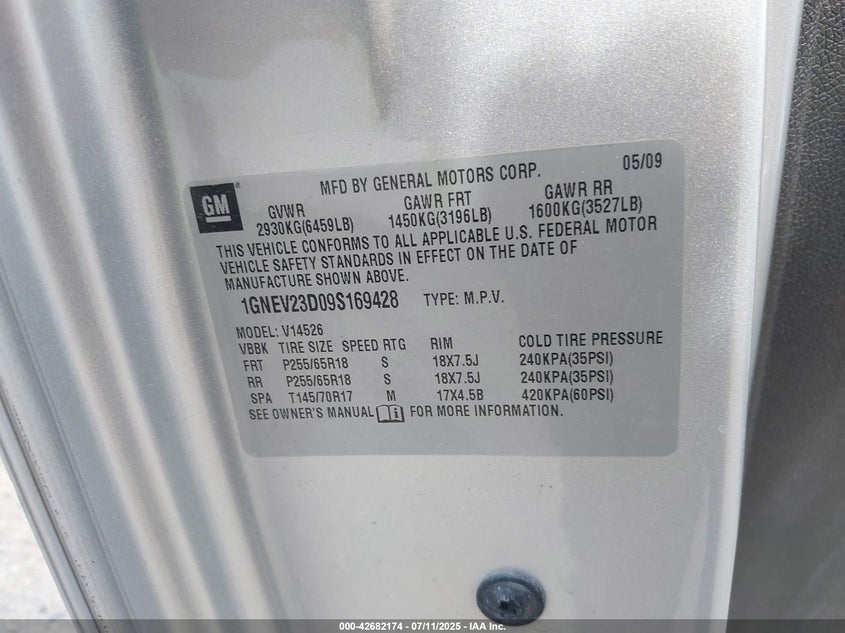 GM
MFD BY GENERAL MOTORS CORP. 05/09
GVWR GAWR FRT GAWR RR
2930KG(6459LB) 1450KG(3196LB) 1600KG(3527LB)
THIS VEHICLE CONFORMS TO ALL APPLICABLE U.S. FEDERAL MOTOR
VEHICLE SAFETY STANDARDS IN EFFECT ON THE DATE OF
MANUFACTURE SHOWN ABOVE.
1GNEV23D09S169428 TYPE: M.P.V.
MODEL: V14526
VBBK TIRE SIZE SPEED RTG RIM COLD TIRE PRESSURE
FRT P255/65R18 S 18X7.5J 240KPA(35PSI)
RR P255/65R18 S 18X7.5J 240KPA(35PSI)
SPA T145/70R17 M 17X4.5B 420KPA(60PSI)
SEE OWNER'S MANUAL FOR MORE INFORMATION.
000-42682174 - 07/11/2025 - IAA Inc.